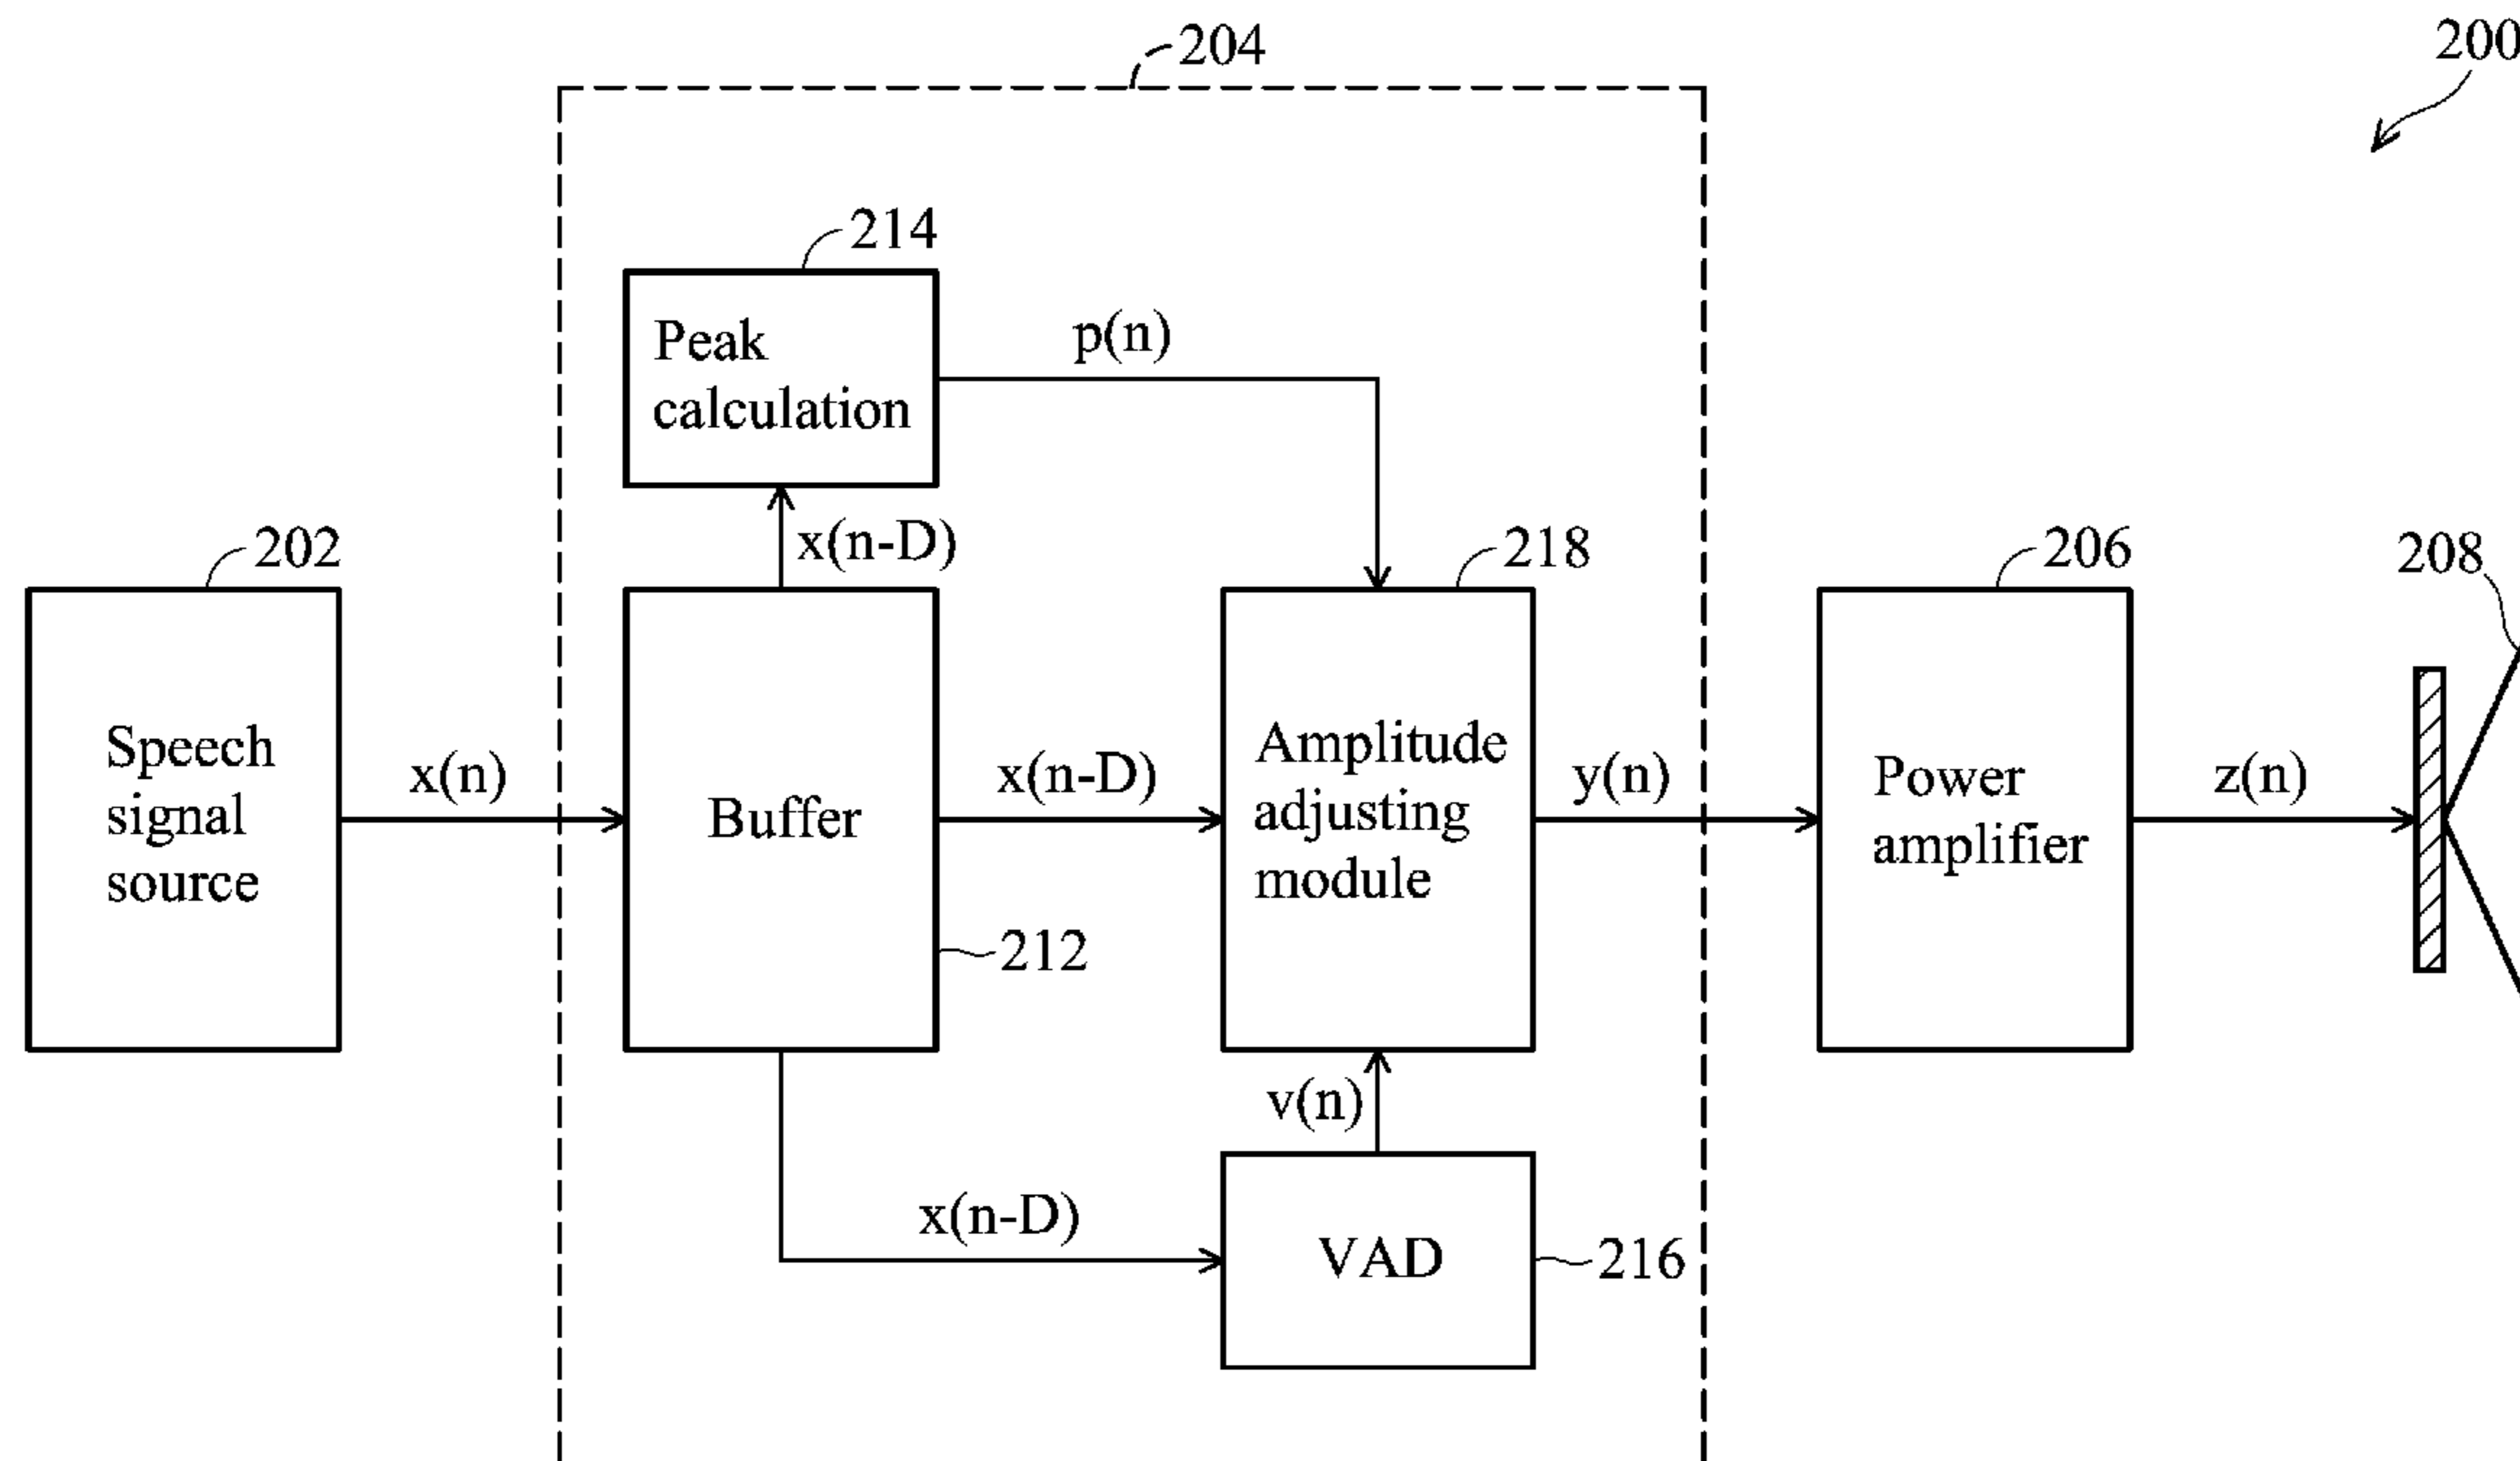 204
200
214
Peak
calculation
p(n)
x(n-D)
202
218
206
208
Speech
signal
source
x(n)
Buffer
x(n-D)
Amplitude
adjusting
module
y(n)
Power
amplifier
z(n)
212
v(n)
x(n-D)
VAD
216